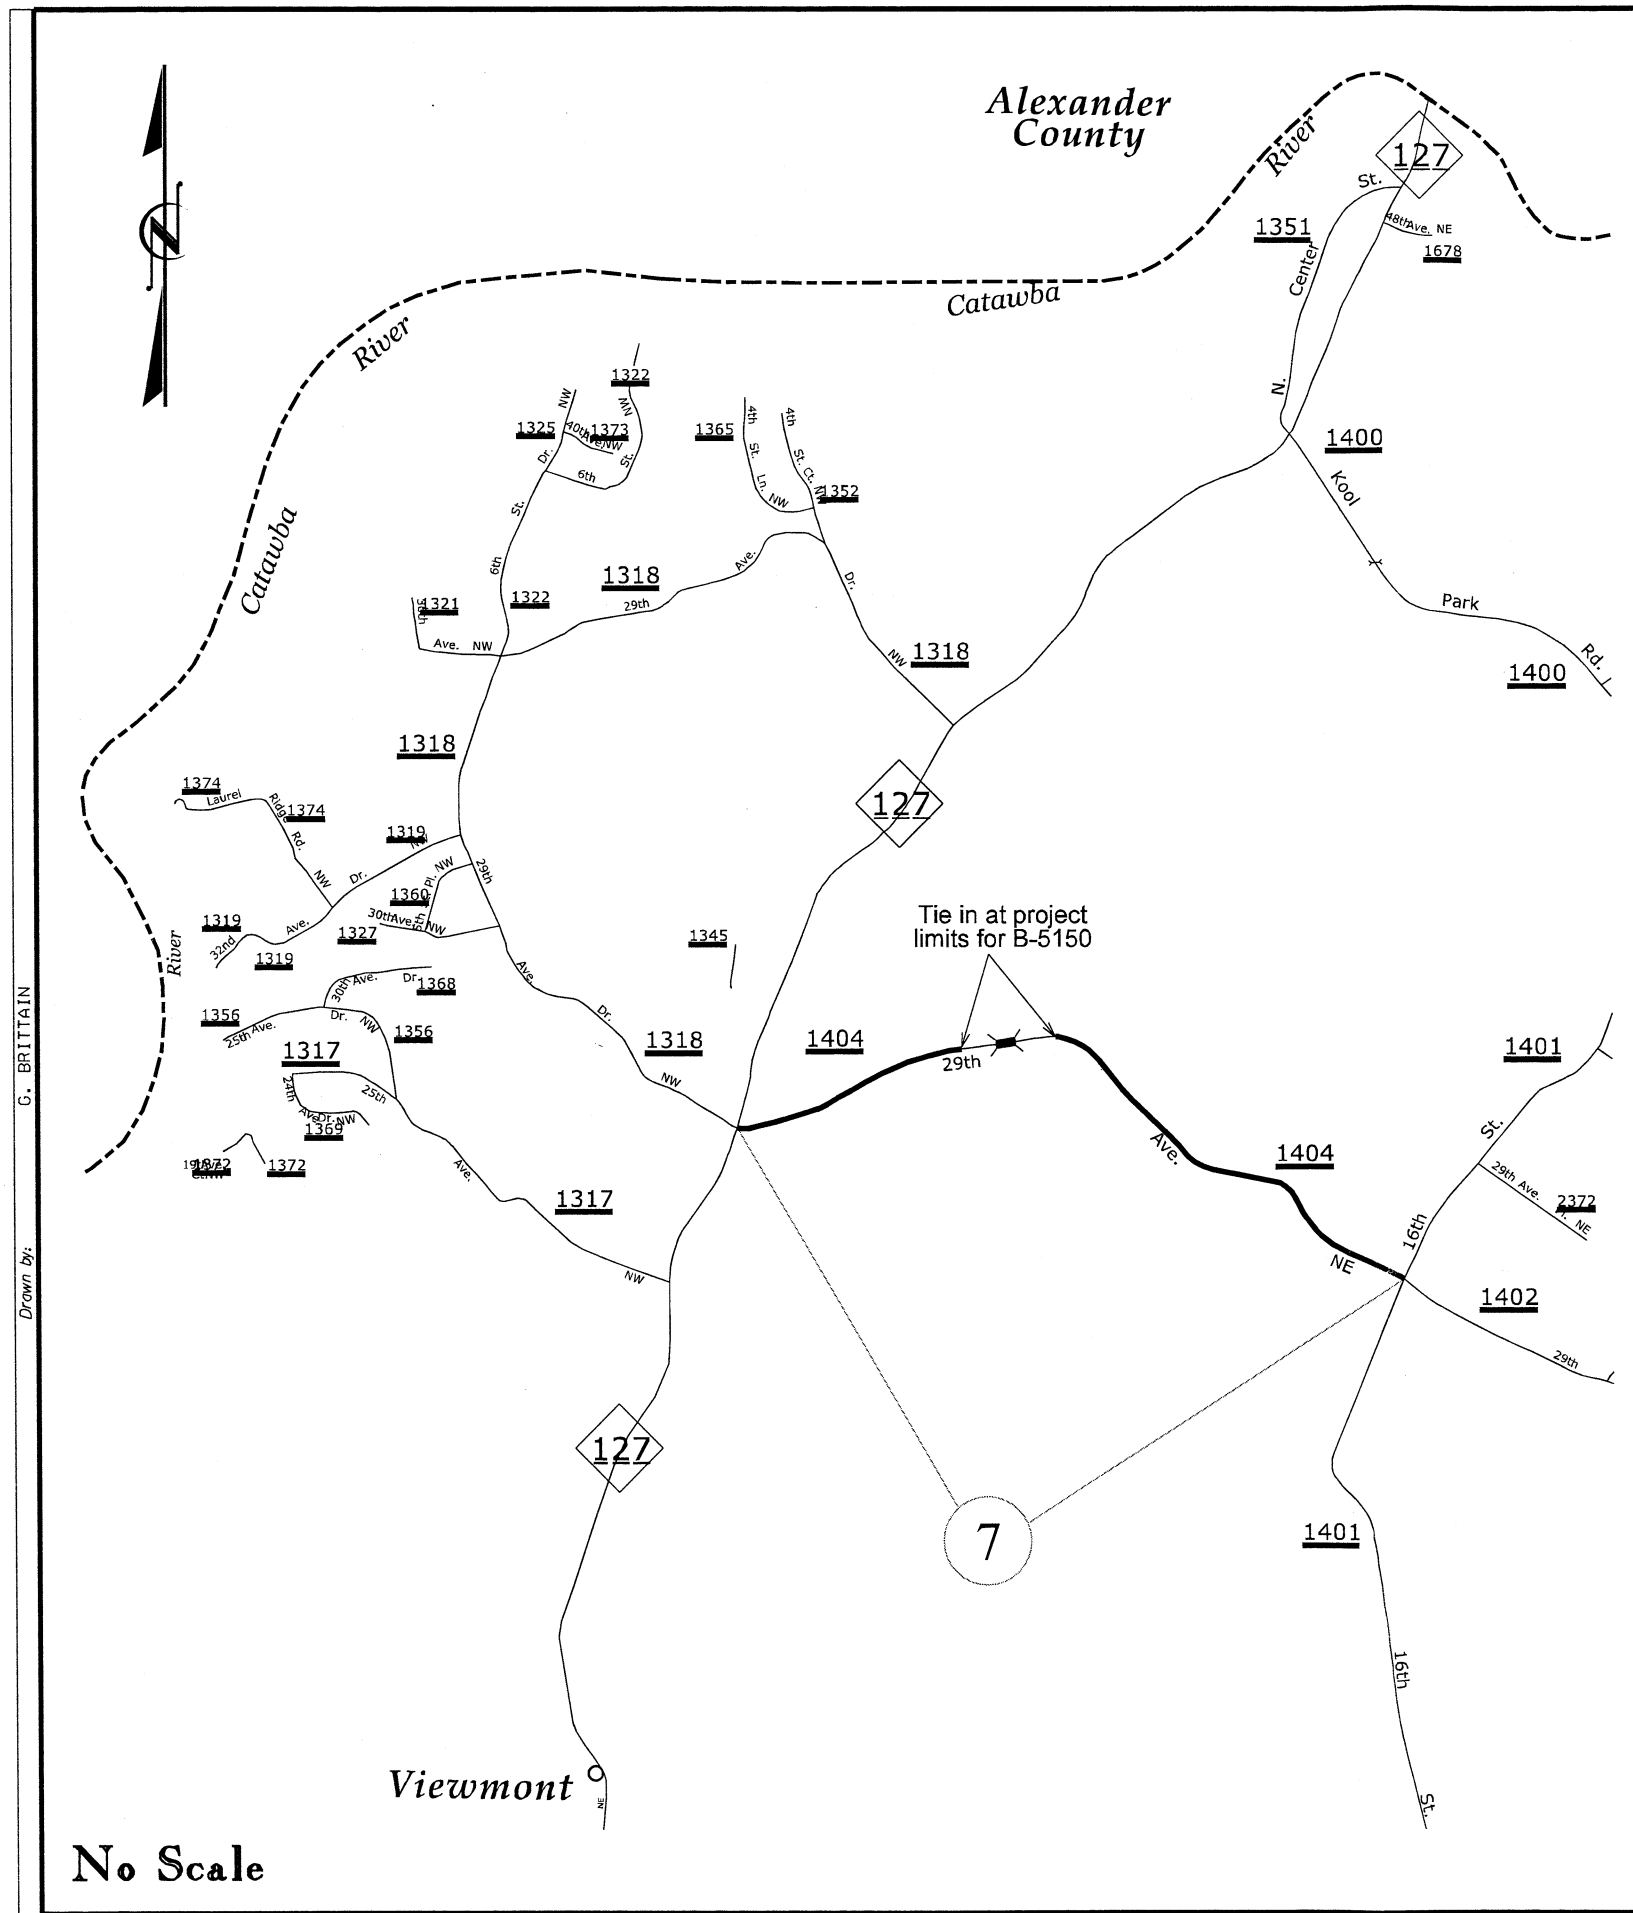 Alexander
County
River
127
St.
48th Ave. NE
1351
1678
Center
N.
Catawba
River
1322
NW
NW
1325
40th
Ave. NW
1373
1365
4th
4th
1400
Dr.
6th
St.
St.
Ln.
NW
St. Ct. NW
1352
Kool
St.
Catawba
6th
1318
Ave.
Dr.
1321
1322
29th
Park
Ave. NW
NW
1318
Rd.
1400
1318
1374
Laurel
Ridge
1374
Rd.
127
1319
NW
NW
Dr.
29th
Pl. NW
1360
1319
32nd
Ave.
30th Ave. NW
1327
1345
Tie in at project
limits for B-5150
River
1319
30th Ave. Dr.
1368
Ave.
1356
25th Ave.
Dr. NW
1356
Dr.
1318
1404
29th
1401
1317
24th
25th
NW
Ave. Dr. NW
1369
St.
Ave.
1404
1372
1372
Ave.
29th Ave.
NE
2372
1317
16th
NW
NE
1402
29th
127
7
1401
16th
Viewmont
NE
St.
No Scale
Drawn by: G. BRITTAIN